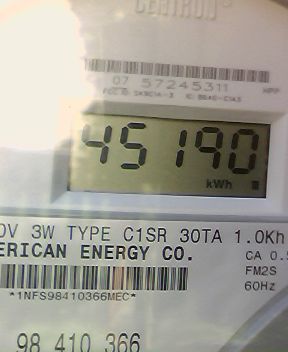 CENTRON
07 57245311
45190
kWh
0V 3W TYPE C1SR 30TA 1.0Kh
ERICAN ENERGY CO.
CA 0.5
FM2S
60Hz
*1NFS98410366MEC*
98 410 366